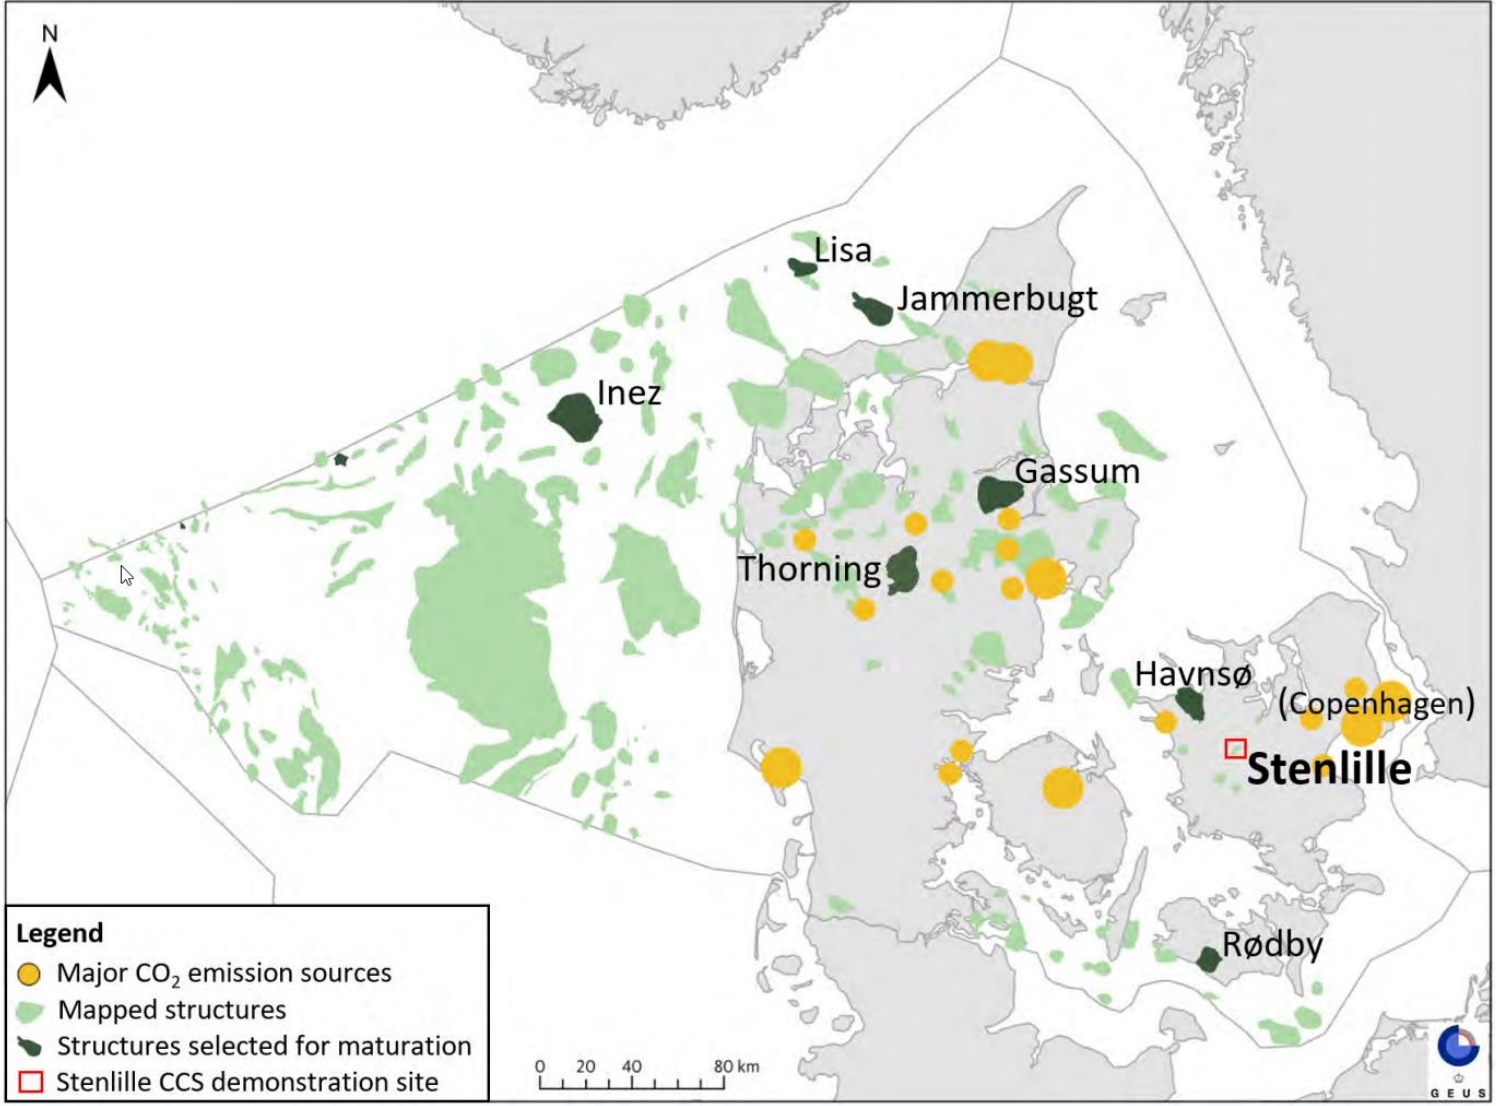 N
Lisa
Jammerbugt
Inez
Gassum
Thorning
Havnsø
(Copenhagen)
Stenlille
Rødby
Legend
Major CO₂ emission sources
Mapped structures
Structures selected for maturation
Stenlille CCS demonstration site
0 20 40 80 km
G E U S